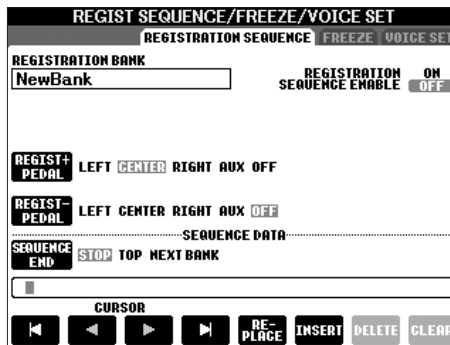 REGIST SEQUENCE/FREEZE/VOICE SET
REGISTRATION SEQUENCE FREEZE VOICE SET
REGISTRATION BANK
NewBank
REGISTRATION SEQUENCE ENABLE ON OFF
REGIST+ PEDAL LEFT CENTER RIGHT AUX OFF
REGIST- PEDAL LEFT CENTER RIGHT AUX OFF
SEQUENCE DATA
SEQUENCE END STOP TOP NEXT BANK
CURSOR
RE-PLACE INSERT DELETE CLEAR